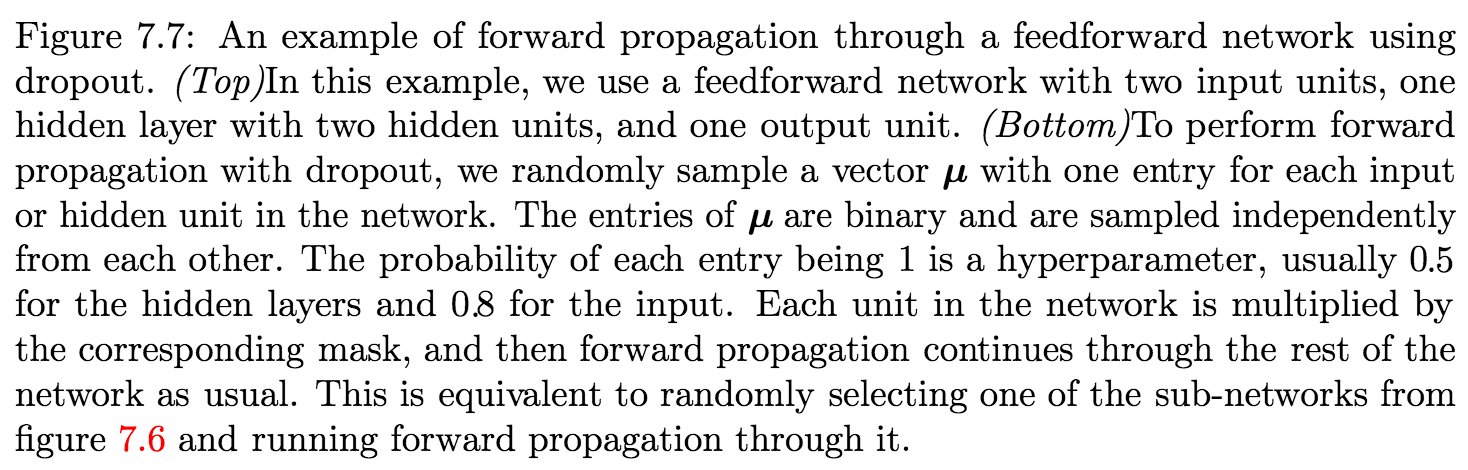 Figure 7.7: An example of forward propagation through a feedforward network using
dropout. (Top)In this example, we use a feedforward network with two input units, one
hidden layer with two hidden units, and one output unit. (Bottom)To perform forward
propagation with dropout, we randomly sample a vector μ with one entry for each input
or hidden unit in the network. The entries of μ are binary and are sampled independently
from each other. The probability of each entry being 1 is a hyperparameter, usually 0.5
for the hidden layers and 0.8 for the input. Each unit in the network is multiplied by
the corresponding mask, and then forward propagation continues through the rest of the
network as usual. This is equivalent to randomly selecting one of the sub-networks from
figure 7.6 and running forward propagation through it.